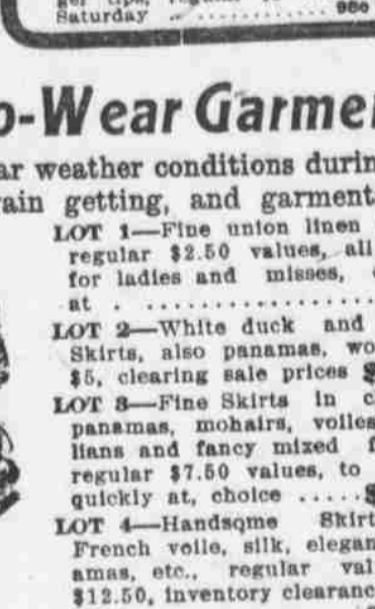 Saturday .. ............ 98c
o-Wear Garme
ar weather conditions durin
ain getting, and garment
LOT 1—Fine union linen
regular $2.50 values, all
for ladies and misses,
at . ..................
LOT 2—White duck and
Skirts, also panamas, wo
$5, clearing sale prices $
LOT 3—Fine Skirts in c
panamas, mohairs, voiles
lians and fancy mixed f
regular $7.50 values, to
quickly at, choice .....$
LOT 4—Handsqme Skirt
French voile, silk, elegan
amas, etc., regular val
$12.50, inventory clearanc